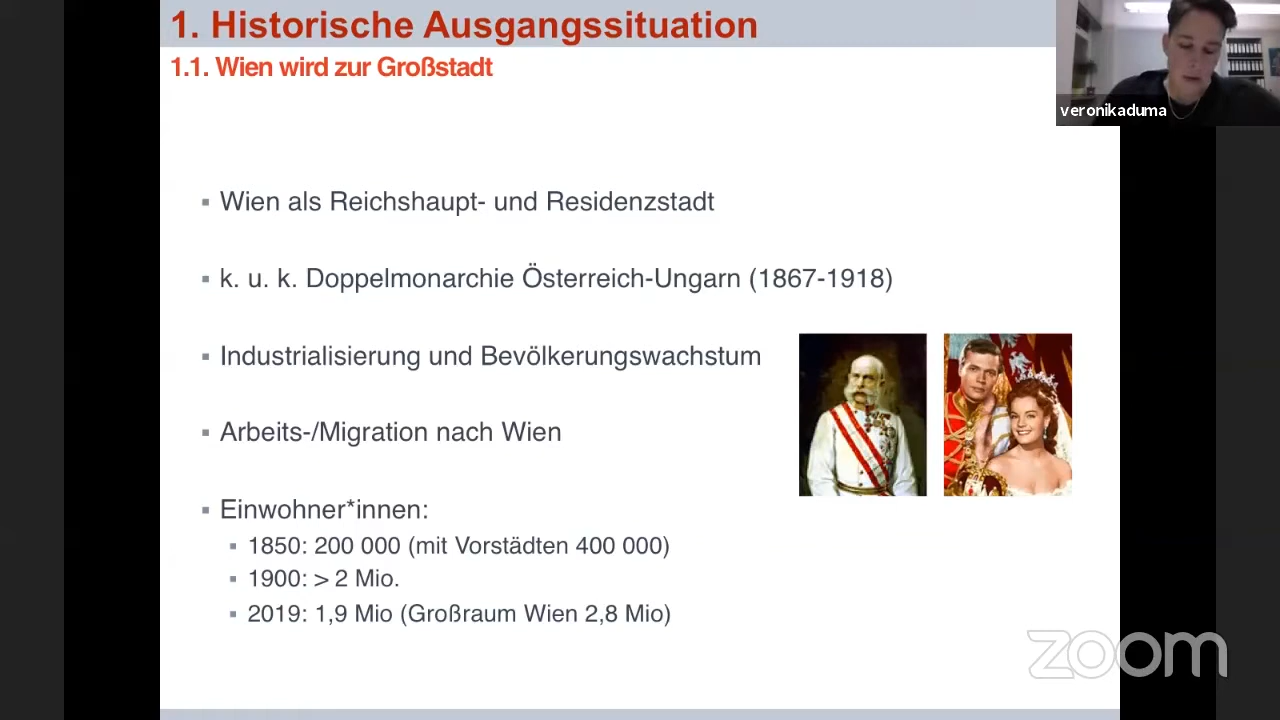 1. Historische Ausgangssituation
1.1. Wien wird zur Großstadt
veronikaduma
▪ Wien als Reichshaupt- und Residenzstadt
▪ k. u. k. Doppelmonarchie Österreich-Ungarn (1867-1918)
▪ Industrialisierung und Bevölkerungswachstum
▪ Arbeits-/Migration nach Wien
▪ Einwohner*innen:
▪ 1850: 200 000 (mit Vorstädten 400 000)
▪ 1900: > 2 Mio.
▪ 2019: 1,9 Mio (Großraum Wien 2,8 Mio)
zoom